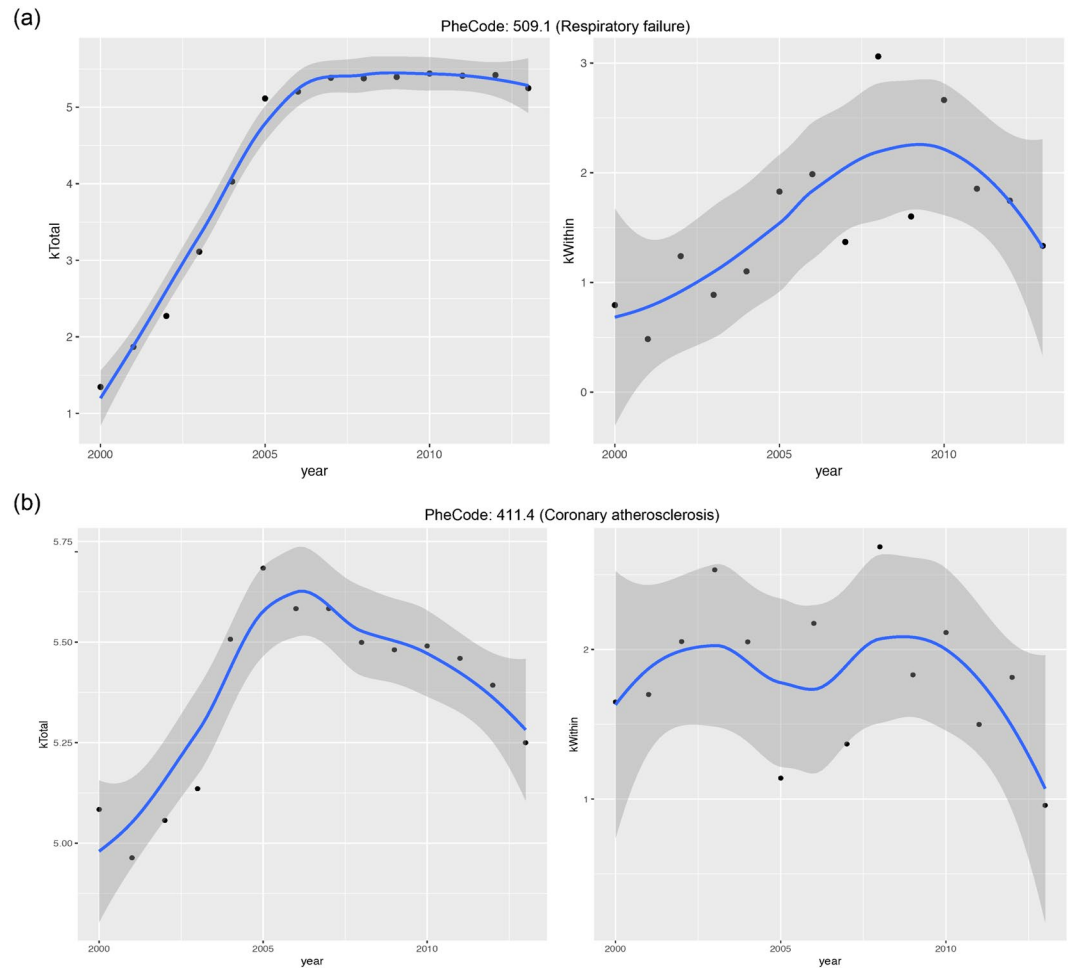 (a)
PheCode: 509.1 (Respiratory failure)
kTotal
5
4
3
2
1
2000 2005 2010
year
kWithin
3
2
1
0
2000 2005 2010
year
(b)
PheCode: 411.4 (Coronary atherosclerosis)
kTotal
5.75
5.50
5.25
5.00
2000 2005 2010
year
kWithin
2
1
2000 2005 2010
year